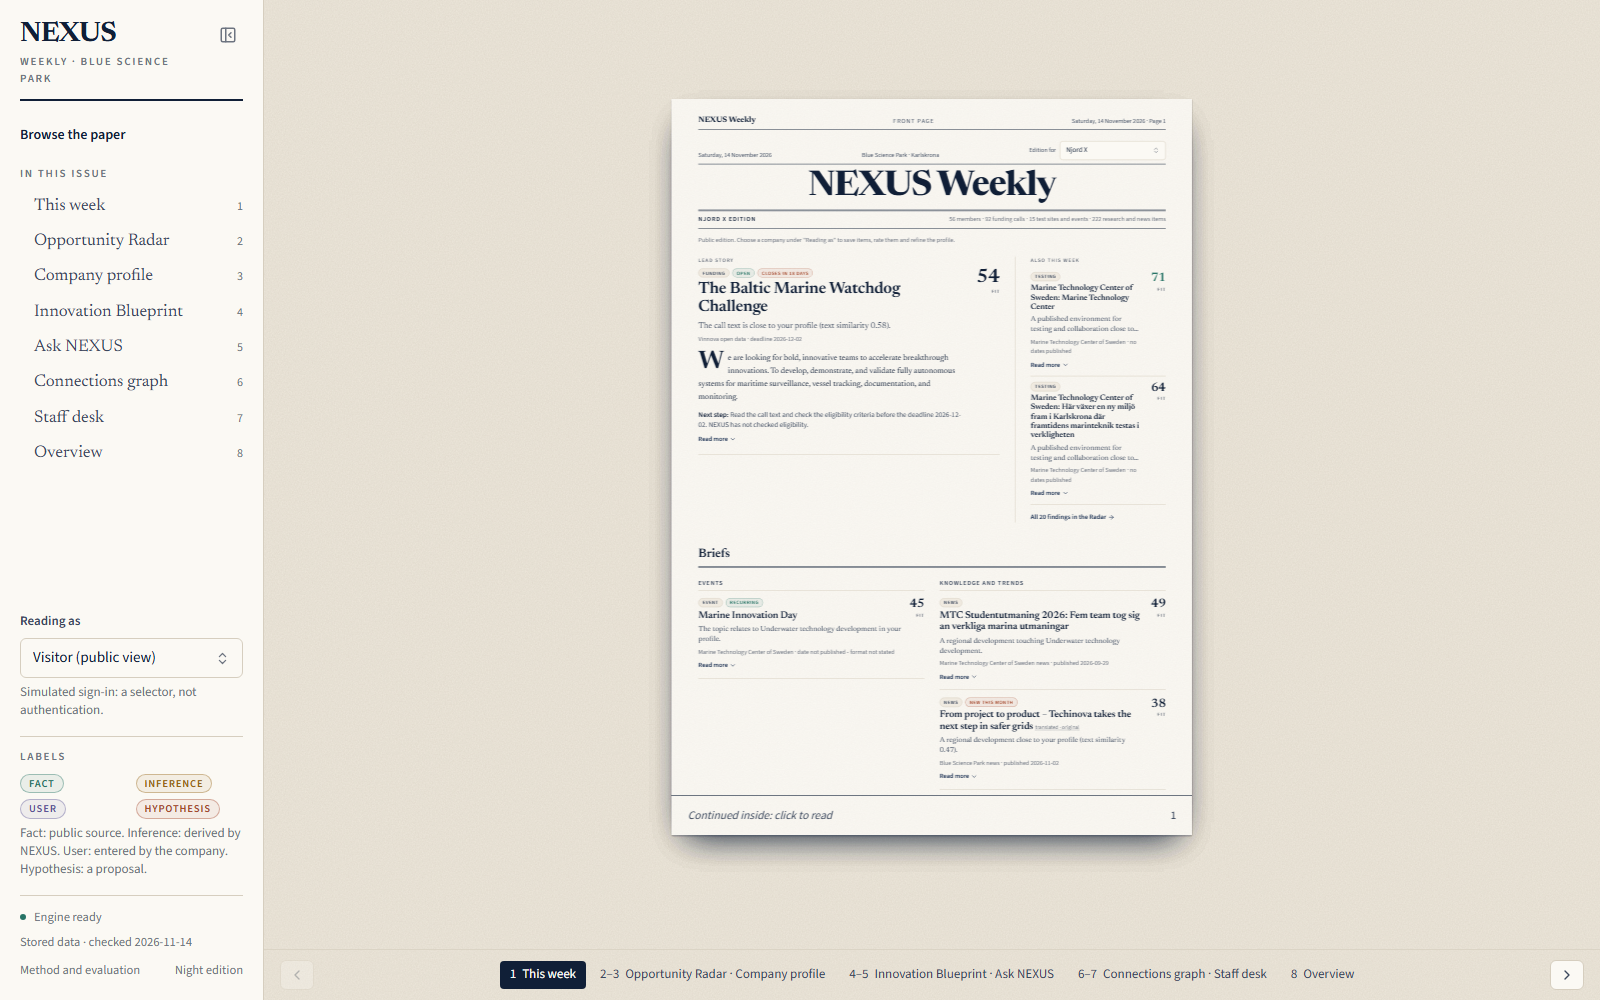 NEXUS
WEEKLY · BLUE SCIENCE
PARK
Browse the paper
IN THIS ISSUE
This week 1
Opportunity Radar 2
Company profile 3
Innovation Blueprint 4
Ask NEXUS 5
Connections graph 6
Staff desk 7
Overview 8
Reading as
Visitor (public view)
Simulated sign-in: a selector, not
authentication.
LABELS
FACT INFERENCE
USER HYPOTHESIS
Fact: public source. Inference: derived by
NEXUS. User: entered by the company.
Hypothesis: a proposal.
Engine ready
Stored data · checked 2026-11-14
Method and evaluation Night edition
NEXUS Weekly FRONT PAGE Saturday, 14 November 2026 · Page 1
Saturday, 14 November 2026 Blue Science Park · Karlskrona Edition for Njord X
NEXUS Weekly
NJORD X EDITION 50 members · 92 funding calls · 15 test sites and events · 222 research and news items
Public edition. Choose a company under "Reading as" to save items, rate them and refine the profile.
LEAD STORY
FUNDING OPEN CLOSES IN 18 DAYS 54
The Baltic Marine Watchdog
Challenge
The call text is close to your profile (text similarity 0.58).
Vinnova open data · deadline 2026-12-02
We are looking for bold, innovative teams to accelerate breakthrough
innovations. To develop, demonstrate, and validate fully autonomous
systems for maritime surveillance, vessel tracking, documentation, and
monitoring.
Next step: Read the call text and check the eligibility criteria before the deadline 2026-12-
02. NEXUS has not checked eligibility.
Read more
ALSO THIS WEEK
TESTING 71
Marine Technology Center of
Sweden: Marine Technology
Center
A published environment for
testing and collaboration close to...
Marine Technology Center of Sweden · no
dates published
Read more
TESTING 64
Marine Technology Center of
Sweden: Här växer en ny miljö
fram i Karlskrona där
framtidens marinteknik testas i
verkligheten
A published environment for
testing and collaboration close to...
Marine Technology Center of Sweden · no
dates published
Read more
All 20 findings in the Radar →
Briefs
EVENTS
EVENT RECURRING 45
Marine Innovation Day
The topic relates to Underwater technology development in your
profile.
Marine Technology Center of Sweden · date not published · format not stated
Read more
KNOWLEDGE AND TRENDS
NEWS 49
MTC Studentutmaning 2026: Fem team tog sig
an verkliga marina utmaningar
A regional development touching Underwater technology
development.
Marine Technology Center of Sweden news · published 2026-09-29
Read more
NEWS NEW THIS MONTH 38
From project to product – Techinova takes the
next step in safer grids translated · original
A regional development close to your profile (text similarity
0.47).
Blue Science Park news · published 2026-11-02
Read more
Continued inside: click to read 1
1 This week 2–3 Opportunity Radar · Company profile 4–5 Innovation Blueprint · Ask NEXUS 6–7 Connections graph · Staff desk 8 Overview